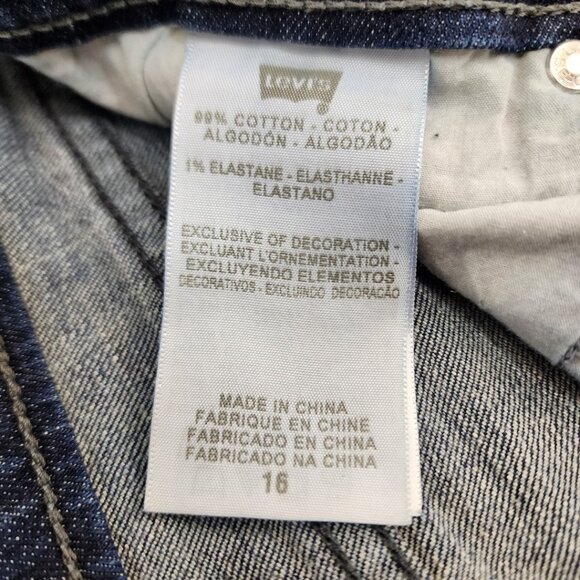 Levi's
99% COTTON - COTON -
ALGODÓN - ALGODÃO
1% ELASTANE - ELASTHANNE -
ELASTANO
EXCLUSIVE OF DECORATION -
EXCLUANT L'ORNEMENTATION -
EXCLUYENDO ELEMENTOS
DECORATIVOS - EXCLUINDO DECORAÇÃO
MADE IN CHINA
FABRIQUE EN CHINE
FABRICADO EN CHINA
FABRICADO NA CHINA
16